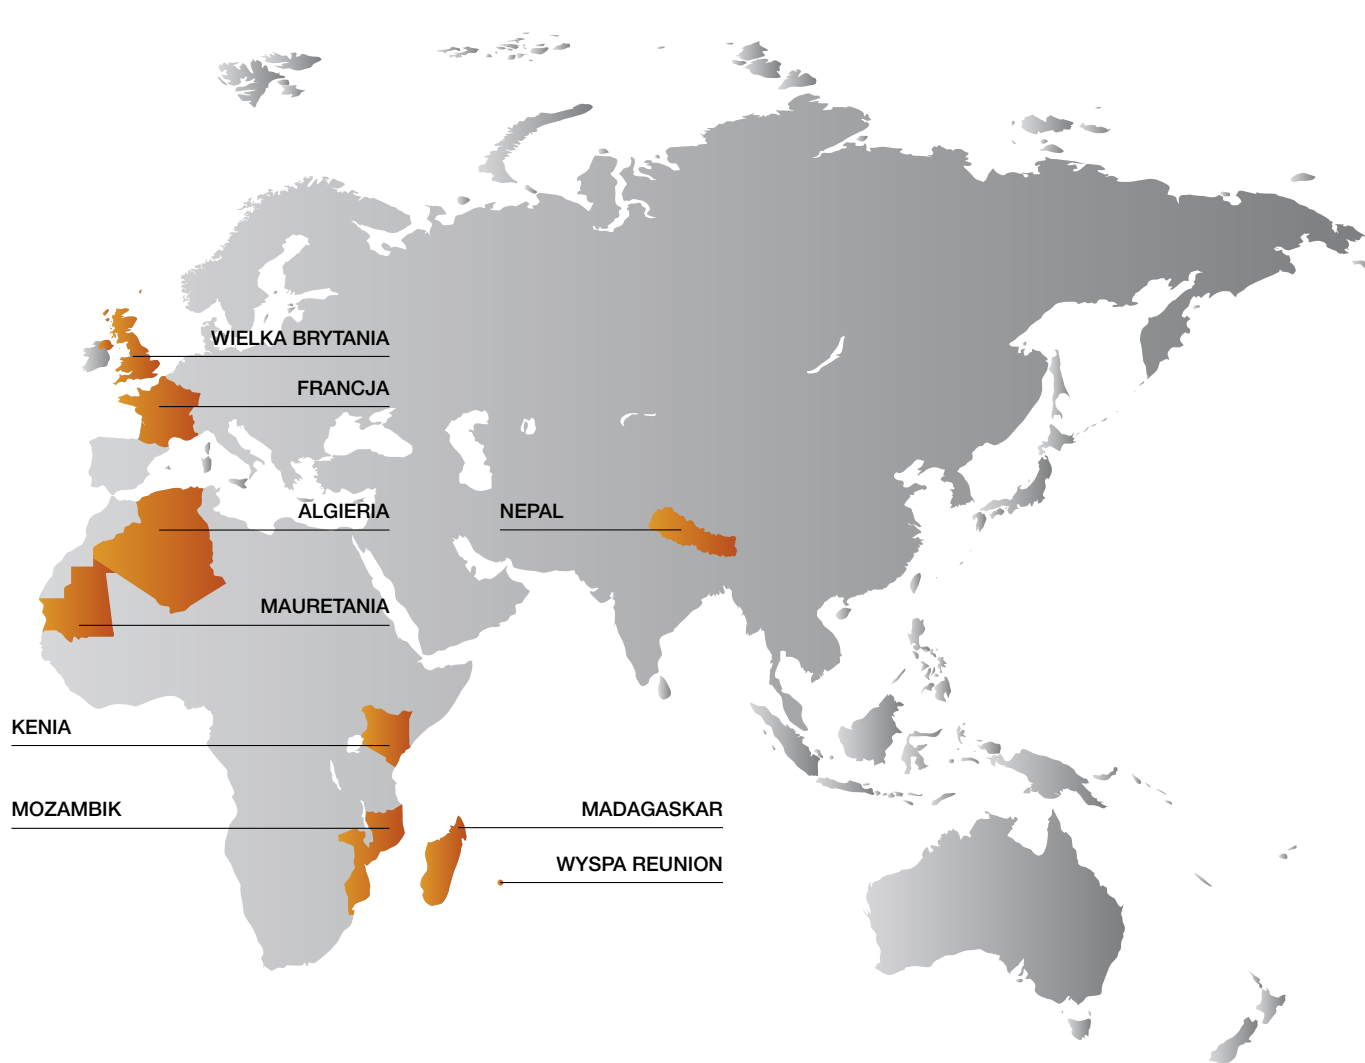 WIELKA BRYTANIA
FRANCJA
ALGIERIA
NEPAL
MAURETANIA
KENIA
MOZAMBIK
MADAGASKAR
WYSPA REUNION